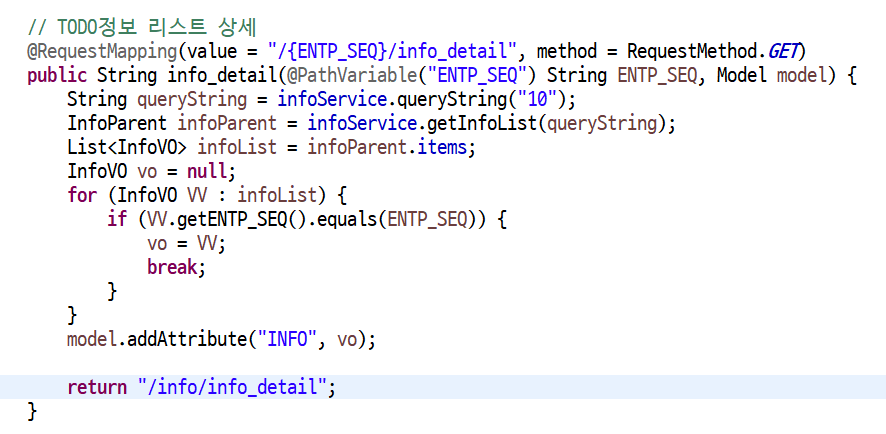 // TODO정보 리스트 상세
@RequestMapping(value = "/{ENTP_SEQ}/info_detail", method = RequestMethod.GET)
public String info_detail(@PathVariable("ENTP_SEQ") String ENTP_SEQ, Model model) {
String queryString = infoService.queryString("10");
InfoParent infoParent = infoService.getInfoList(queryString);
List<InfoVO> infoList = infoParent.items;
InfoVO vo = null;
for (InfoVO VV : infoList) {
if (VV.getENTP_SEQ().equals(ENTP_SEQ)) {
vo = VV;
break;
}
}
model.addAttribute("INFO", vo);
return "/info/info_detail";
}